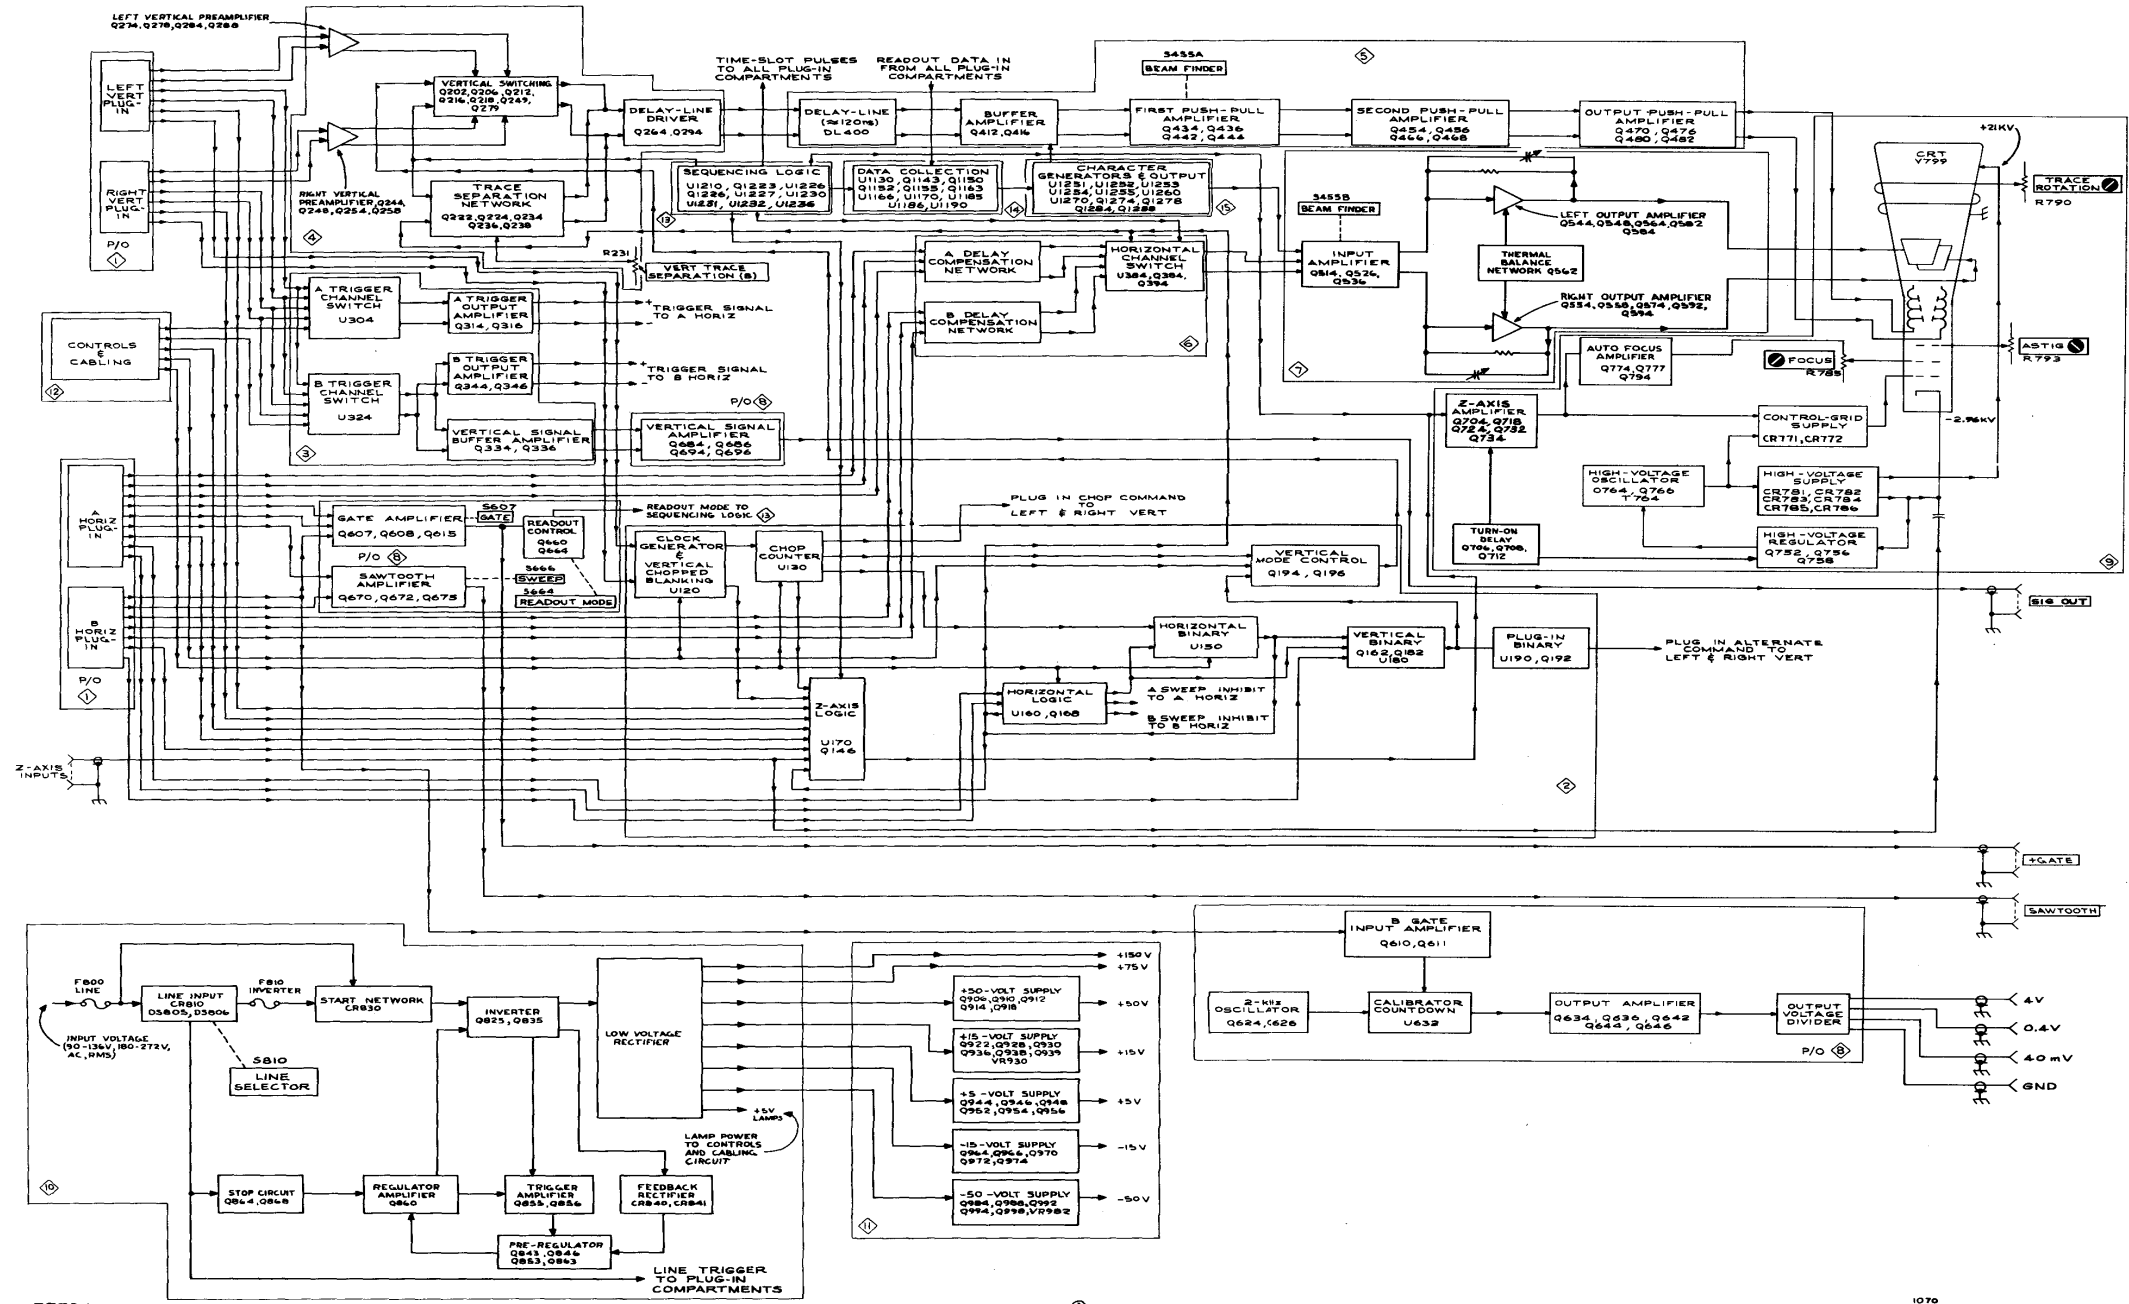 LEFT VERTICAL PREAMPLIFIER
Q274,Q278,Q284,Q288
LEFT
VERT
PLUG-
IN
RIGHT
VERT
PLUG-
IN
P/O
1
RIGHT VERTICAL
PREAMPLIFIER,Q244,
Q248,Q254,Q258
4
VERTICAL SWITCHING
Q202,Q206,Q212,
Q216,Q218,Q249,
Q279
TRACE
SEPARATION
NETWORK
Q222,Q224,Q234
Q236,Q238
DELAY-LINE
DRIVER
Q264,Q294
R231
VERT TRACE
SEPARATION (B)
TIME-SLOT PULSES
TO ALL PLUG-IN
COMPARTMENTS
READOUT DATA IN
FROM ALL PLUG-IN
COMPARTMENTS
DELAY-LINE
(≈120ns)
DL400
BUFFER
AMPLIFIER
Q412,Q416
S455A
BEAM FINDER
5
FIRST PUSH-PULL
AMPLIFIER
Q434,Q436
Q442,Q444
SECOND PUSH-PULL
AMPLIFIER
Q454,Q456
Q466,Q468
OUTPUT PUSH-PULL
AMPLIFIER
Q470,Q476
Q480,Q482
SEQUENCING LOGIC
U1210,Q1223,U1226
Q1226,U1227,U1230
U1231,U1232,U1236
13
DATA COLLECTION
U1130,Q1143,Q1150
Q1152,Q1155,Q1163
U1166,U1170,U1185
U1186,U1190
14
CHARACTER
GENERATORS & OUTPUT
U1251,U1252,U1253
U1254,U1255,U1260
U1270,Q1274,Q1278
Q1284,Q1288
15
A DELAY
COMPENSATION
NETWORK
B DELAY
COMPENSATION
NETWORK
HORIZONTAL
CHANNEL
SWITCH
U384,Q384,
Q394
6
S455B
BEAM FINDER
INPUT
AMPLIFIER
Q514,Q526,
Q536
LEFT OUTPUT AMPLIFIER
Q544,Q548,Q564,Q582
Q584
THERMAL
BALANCE
NETWORK Q562
RIGHT OUTPUT AMPLIFIER
Q554,Q558,Q574,Q592,
Q594
7
+21KV
CRT
V799
TRACE
ROTATION
R790
ASTIG
R793
FOCUS
R785
-2.96KV
AUTO FOCUS
AMPLIFIER
Q774,Q777
Q794
Z-AXIS
AMPLIFIER
Q704,Q718
Q724,Q732
Q734
CONTROL-GRID
SUPPLY
CR771,CR772
HIGH-VOLTAGE
OSCILLATOR
Q764,Q766
T764
HIGH-VOLTAGE
SUPPLY
CR781,CR782
CR783,CR784
CR785,CR786
TURN-ON
DELAY
Q706,Q708,
Q712
HIGH-VOLTAGE
REGULATOR
Q752,Q756
Q758
9
SIG OUT
CONTROLS
&
CABLING
12
A TRIGGER
CHANNEL
SWITCH
U304
A TRIGGER
OUTPUT
AMPLIFIER
Q314,Q316
+
TRIGGER SIGNAL
TO A HORIZ
-
B TRIGGER
CHANNEL
SWITCH
U324
B TRIGGER
OUTPUT
AMPLIFIER
Q344,Q346
+
TRIGGER SIGNAL
TO B HORIZ
-
VERTICAL SIGNAL
BUFFER AMPLIFIER
Q334,Q336
3
P/O 8
VERTICAL SIGNAL
AMPLIFIER
Q684,Q686
Q694,Q696
A
HORIZ
PLUG-
IN
B
HORIZ
PLUG-
IN
P/O
1
GATE AMPLIFIER
Q607,Q608,Q615
S607
GATE
P/O 8
SAWTOOTH
AMPLIFIER
Q670,Q672,Q675
READOUT
CONTROL
Q660
Q664
S666
SWEEP
S664
READOUT MODE
READOUT MODE TO
SEQUENCING LOGIC 13
CLOCK
GENERATOR
&
VERTICAL
CHOPPED
BLANKING
U120
CHOP
COUNTER
U130
PLUG IN CHOP COMMAND
TO
LEFT & RIGHT VERT
VERTICAL
MODE CONTROL
Q194,Q196
HORIZONTAL
BINARY
U150
VERTICAL
BINARY
Q162,Q182
U180
PLUG-IN
BINARY
U190,Q192
PLUG IN ALTERNATE
COMMAND TO
LEFT & RIGHT VERT
HORIZONTAL
LOGIC
U160,Q168
A SWEEP INHIBIT
TO A HORIZ
B SWEEP INHIBIT
TO B HORIZ
Z-AXIS
LOGIC
U170
Q146
2
Z-AXIS
INPUTS
+GATE
SAWTOOTH
F800
LINE
INPUT VOLTAGE
(90-136V,180-272V,
AC,RMS)
LINE INPUT
CR810
DS805,DS806
F810
INVERTER
S810
LINE
SELECTOR
START NETWORK
CR830
INVERTER
Q825,Q835
LOW VOLTAGE
RECTIFIER
+5V
LAMPS
LAMP POWER
TO CONTROLS
AND CABLING
CIRCUIT
STOP CIRCUIT
Q864,Q868
REGULATOR
AMPLIFIER
Q860
TRIGGER
AMPLIFIER
Q855,Q856
FEEDBACK
RECTIFIER
CR840,CR841
PRE-REGULATOR
Q843,Q846
Q853,Q863
10
LINE TRIGGER
TO PLUG-IN
COMPARTMENTS
+150V
+75V
+50-VOLT SUPPLY
Q906,Q910,Q912
Q914,Q918
+50V
+15-VOLT SUPPLY
Q922,Q928,Q930
Q936,Q938,Q939
VR930
+15V
+5-VOLT SUPPLY
Q944,Q946,Q948
Q952,Q954,Q956
+5V
-15-VOLT SUPPLY
Q964,Q966,Q970
Q972,Q974
-15V
-50-VOLT SUPPLY
Q984,Q988,Q992
Q994,Q998,VR982
-50V
11
B GATE
INPUT AMPLIFIER
Q610,Q611
2-kHz
OSCILLATOR
Q624,Q626
CALIBRATOR
COUNTDOWN
U632
OUTPUT AMPLIFIER
Q634,Q636,Q642
Q644,Q646
OUTPUT
VOLTAGE
DIVIDER
P/O 8
4V
0.4V
40mV
GND
1070